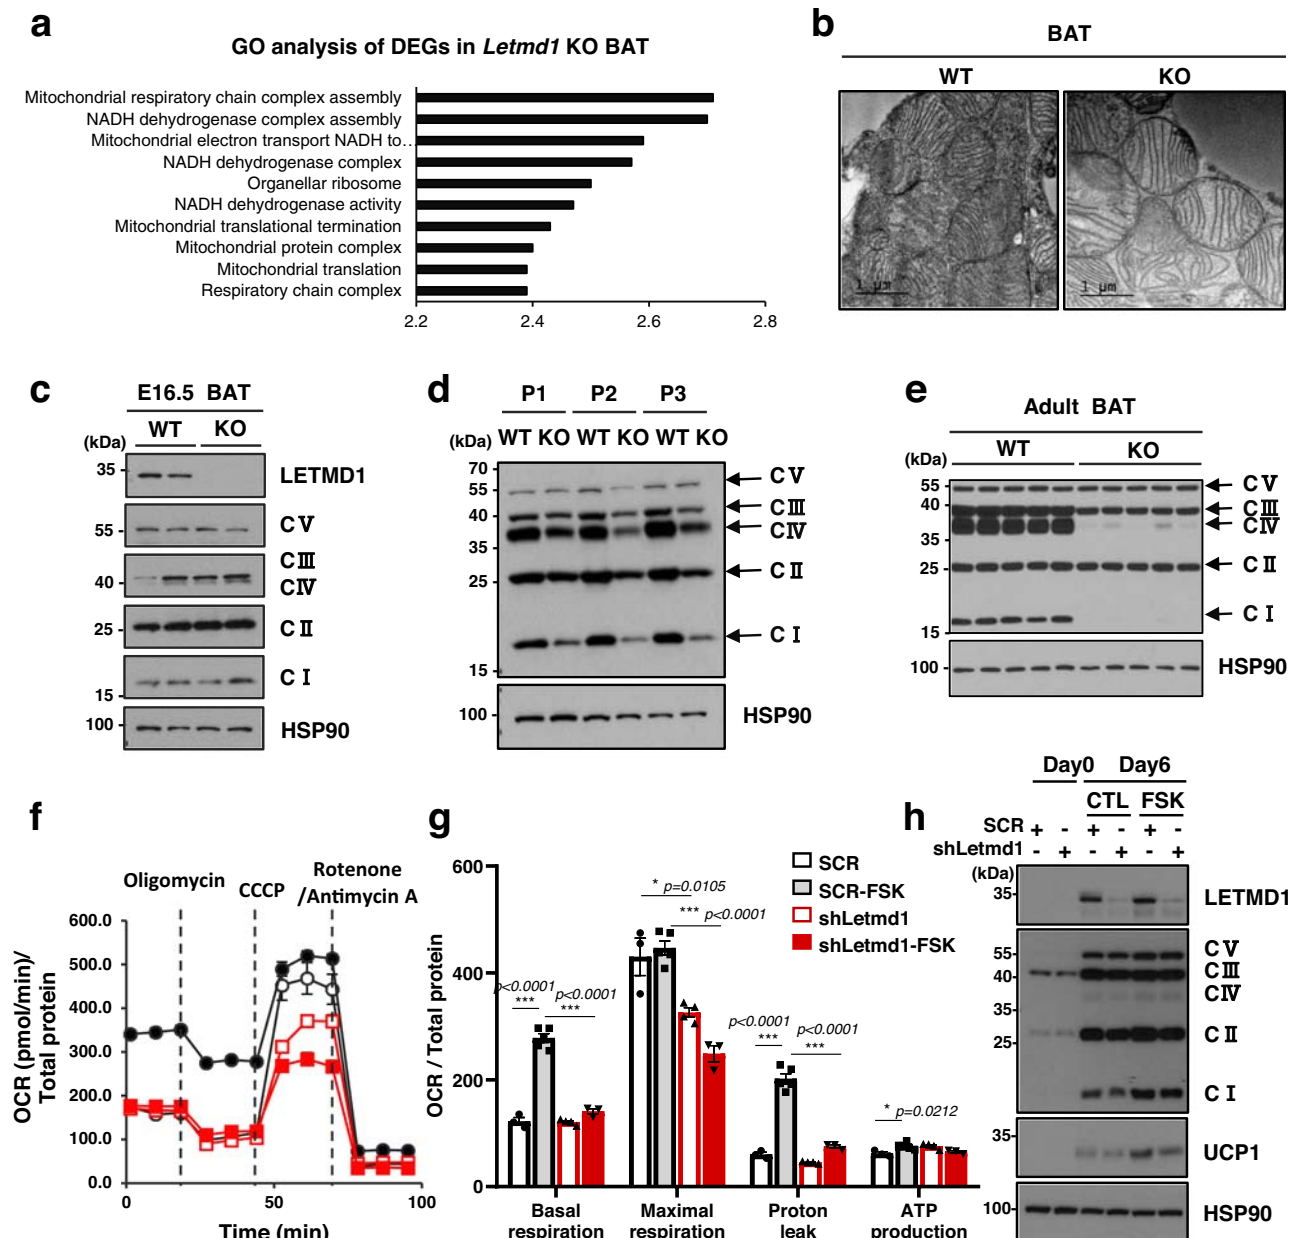 a
GO analysis of DEGs in Letmd1 KO BAT
Mitochondrial respiratory chain complex assembly
NADH dehydrogenase complex assembly
Mitochondrial electron transport NADH to...
NADH dehydrogenase complex
Organellar ribosome
NADH dehydrogenase activity
Mitochondrial translational termination
Mitochondrial protein complex
Mitochondrial translation
Respiratory chain complex
2.2 2.4 2.6 2.8
b
BAT
WT KO
1 μm 1 μm
c
E16.5 BAT
WT KO
(kDa)
35 LETMD1
55 CⅤ
CⅢ
40 CⅣ
25 CⅡ
CⅠ
15
100 HSP90
d
P1 P2 P3
(kDa) WT KO WT KO WT KO
70 CⅤ
55
40 CⅢ
CⅣ
35
25 CⅡ
CⅠ
15
100 HSP90
e
Adult BAT
WT KO
(kDa)
55 CⅤ
40 CⅢ
CⅣ
35
25 CⅡ
CⅠ
15
100 HSP90
f
Oligomycin CCCP Rotenone
/Antimycin A
OCR (pmol/min)/
Total protein
600.0
500.0
400.0
300.0
200.0
100.0
0.0
0 50 100
Time (min)
g
SCR
SCR-FSK
shLetmd1
shLetmd1-FSK
OCR / Total protein
600
400
200
0
* p=0.0105
*** p<0.0001
p<0.0001 p<0.0001
*** ***
p<0.0001 p<0.0001
*** ***
* p=0.0212
Basal
respiration
Maximal
respiration
Proton
leak
ATP
production
h
Day0 Day6
CTL FSK
SCR + - + - + -
shLetmd1 - + - + - +
(kDa)
35 LETMD1
55 CⅤ
40 CⅢ
CⅣ
35
25 CⅡ
CⅠ
35 UCP1
100 HSP90